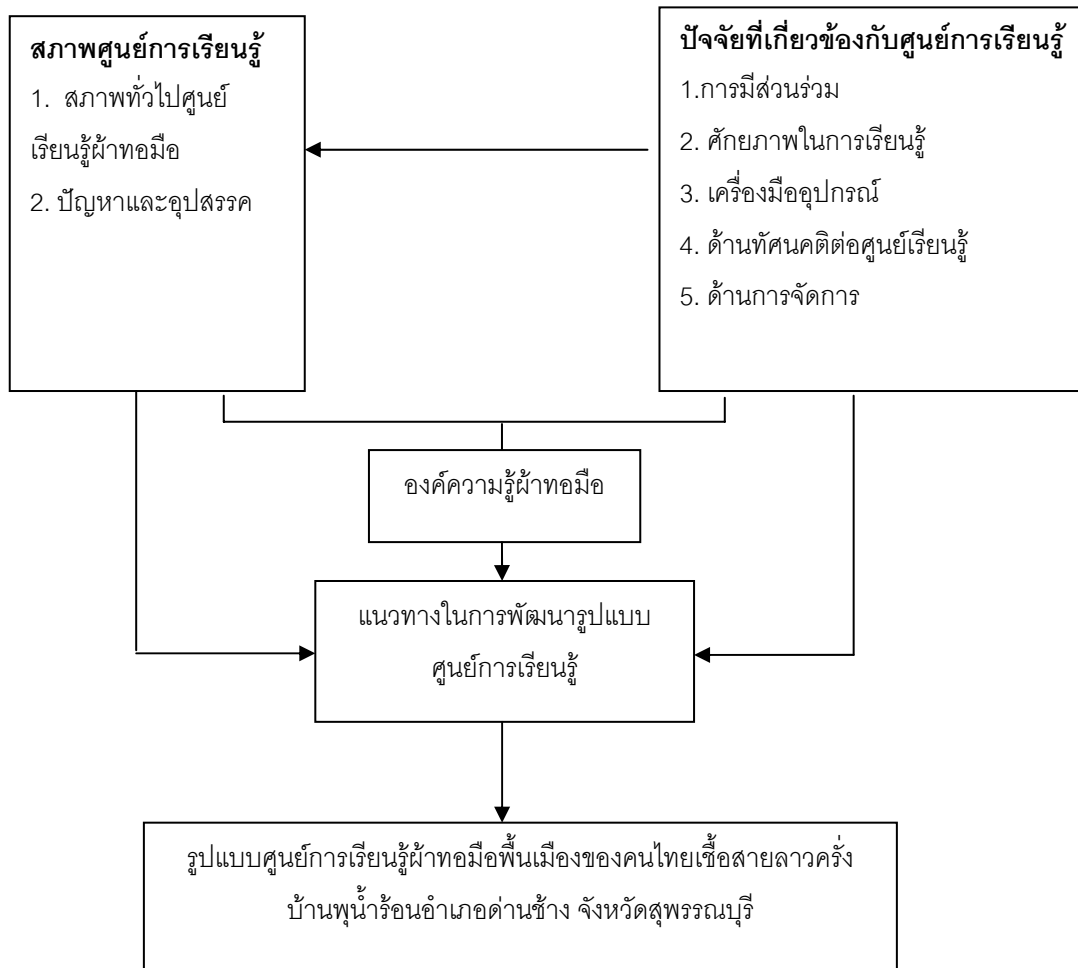 สภาพศูนย์การเรียนรู้
1. สภาพทั่วไปศูนย์
เรียนรู้ผ้าทอมือ
2. ปัญหาและอุปสรรค
ปัจจัยที่เกี่ยวข้องกับศูนย์การเรียนรู้
1.การมีส่วนร่วม
2. ศักยภาพในการเรียนรู้
3. เครื่องมืออุปกรณ์
4. ด้านทัศนคติต่อศูนย์เรียนรู้
5. ด้านการจัดการ
องค์ความรู้ผ้าทอมือ
แนวทางในการพัฒนารูปแบบ
ศูนย์การเรียนรู้
รูปแบบศูนย์การเรียนรู้ผ้าทอมือพื้นเมืองของคนไทยเชื้อสายลาวครั่ง
บ้านพุน้ำร้อนอำเภอด่านช้าง จังหวัดสุพรรณบุรี